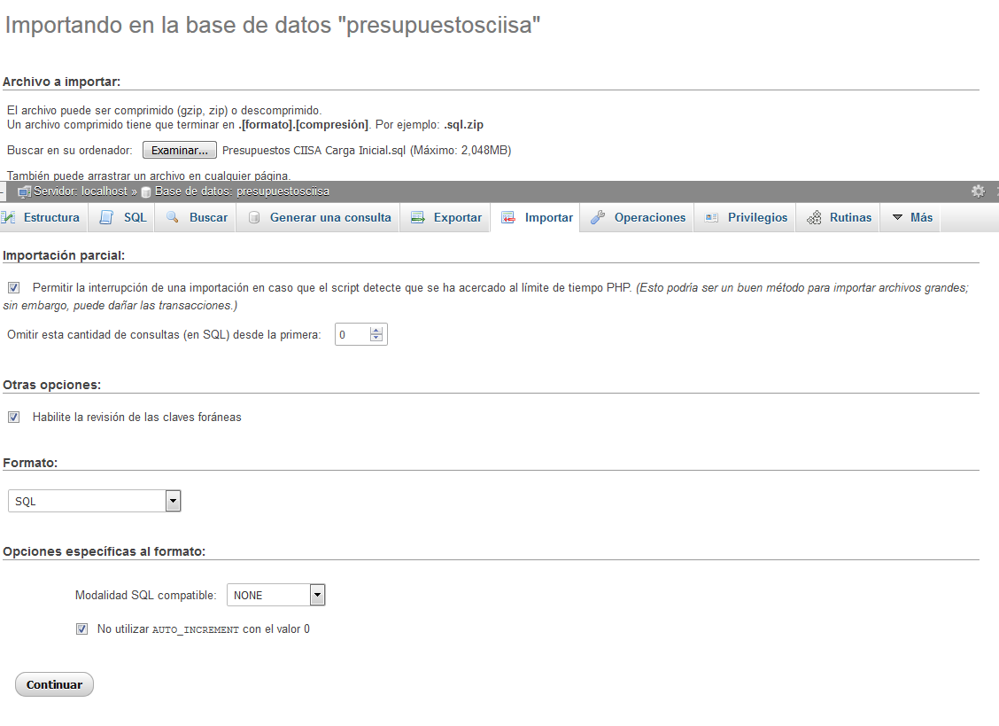 Importando en la base de datos "presupuestosciisa"
Archivo a importar:
El archivo puede ser comprimido (gzip, zip) o descomprimido.
Un archivo comprimido tiene que terminar en .[formato].[compresión]. Por ejemplo: .sql.zip
Buscar en su ordenador: Examinar... Presupuestos CIISA Carga Inicial.sql (Máximo: 2,048MB)
También puede arrastrar un archivo en cualquier página.
Servidor: localhost » Base de datos: presupuestosciisa
Estructura SQL Buscar Generar una consulta Exportar Importar Operaciones Privilegios Rutinas Más
Importación parcial:
Permitir la interrupción de una importación en caso que el script detecte que se ha acercado al límite de tiempo PHP. (Esto podría ser un buen método para importar archivos grandes;
sin embargo, puede dañar las transacciones.)
Omitir esta cantidad de consultas (en SQL) desde la primera: 0
Otras opciones:
Habilite la revisión de las claves foráneas
Formato:
SQL
Opciones específicas al formato:
Modalidad SQL compatible: NONE
No utilizar AUTO_INCREMENT con el valor 0
Continuar